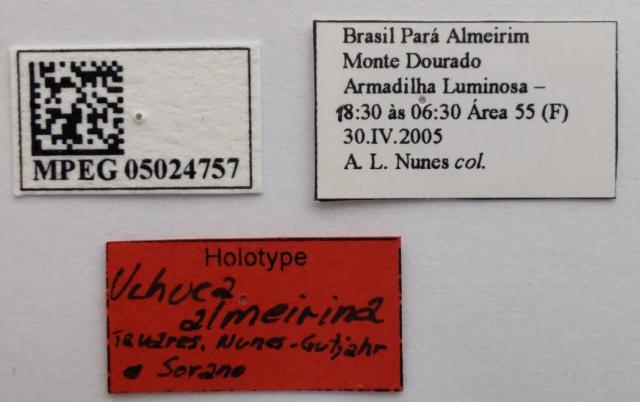 MPEG 05024757
Brasil Pará Almeirim
Monte Dourado
Armadilha Luminosa –
18:30 às 06:30 Área 55 (F)
30.IV.2005
A. L. Nunes col.
Holotype
Uchuca
almeirina
Tavares, Nunes-Gutjahr
e Sorano